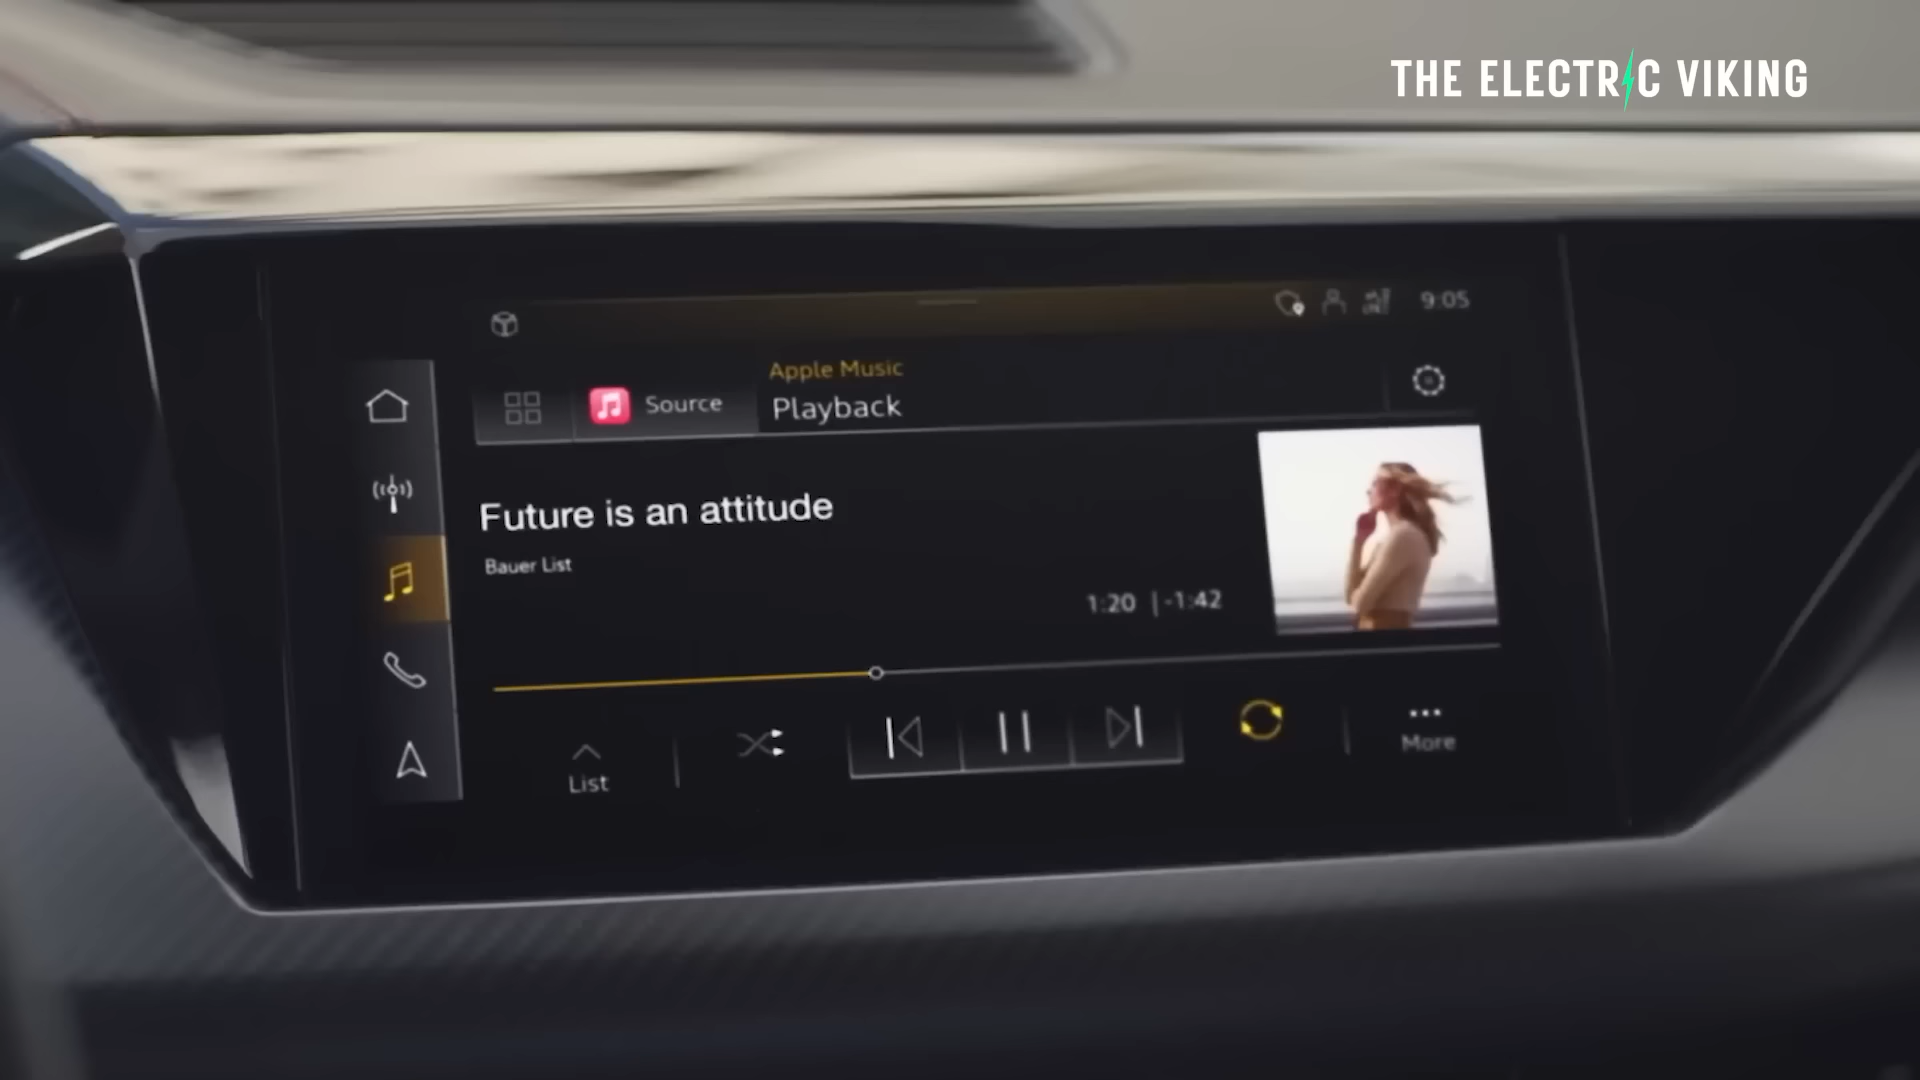 THE ELECTRIC VIKING
9:05
Apple Music
Source
Playback
Future is an attitude
Bauer List
1:20 | -1:42
List
More